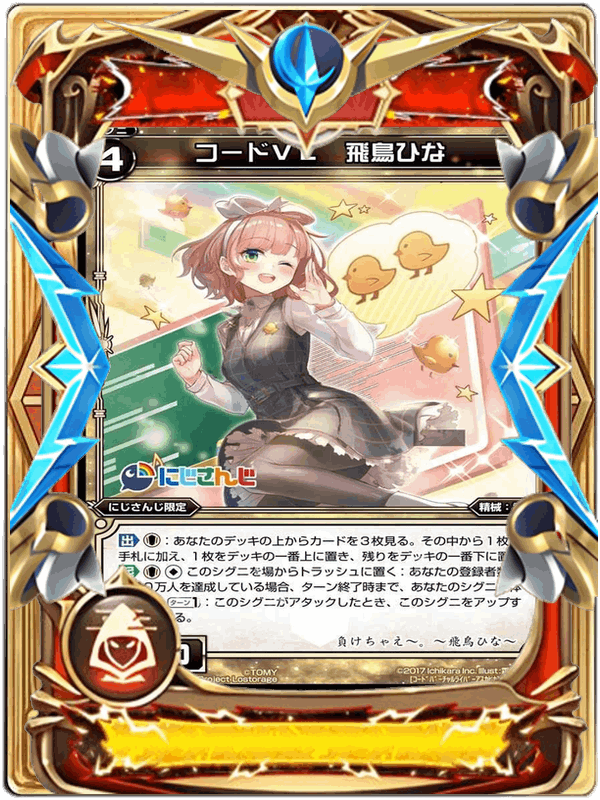 4
コードＶＬ 飛鳥ひな
にじさんじ
にじさんじ限定
精械：
出 ：あなたのデッキの上からカードを３枚見る。その中から１枚
手札に加え、１枚をデッキの一番上に置き、残りをデッキの一番下に置
このシグニを場からトラッシュに置く：あなたの登録者
0万人を達成している場合、ターン終了時まで、あなたのシグニ
ターン1：このシグニがアタックしたとき、このシグニをアップす
る。
負けちゃえ〜。〜飛鳥ひな〜
©TOMY
Project Lostorage
©2017 Ichikara Inc. Illust: